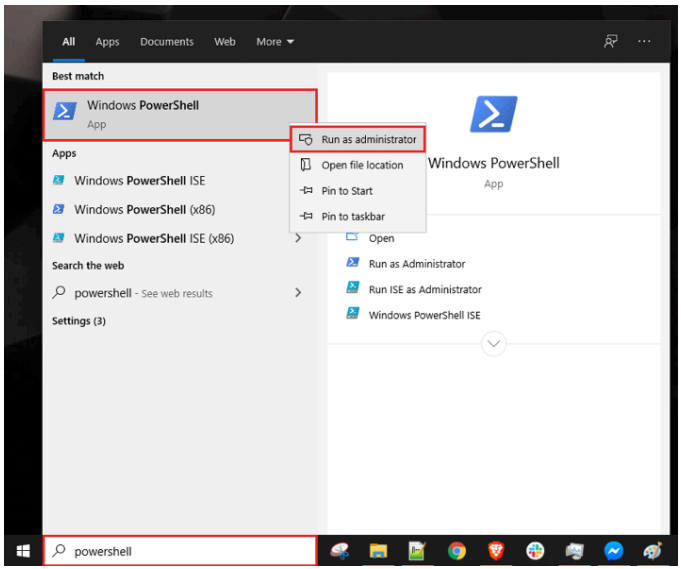 All Apps Documents Web More
Best match
Windows PowerShell
App
Run as administrator
Open file location
Pin to Start
Pin to taskbar
Apps
Windows PowerShell ISE
Windows PowerShell (x86)
Windows PowerShell ISE (x86)
Search the web
powershell - See web results
Settings (3)
Windows PowerShell
App
Open
Run as Administrator
Run ISE as Administrator
Windows PowerShell ISE
powershell